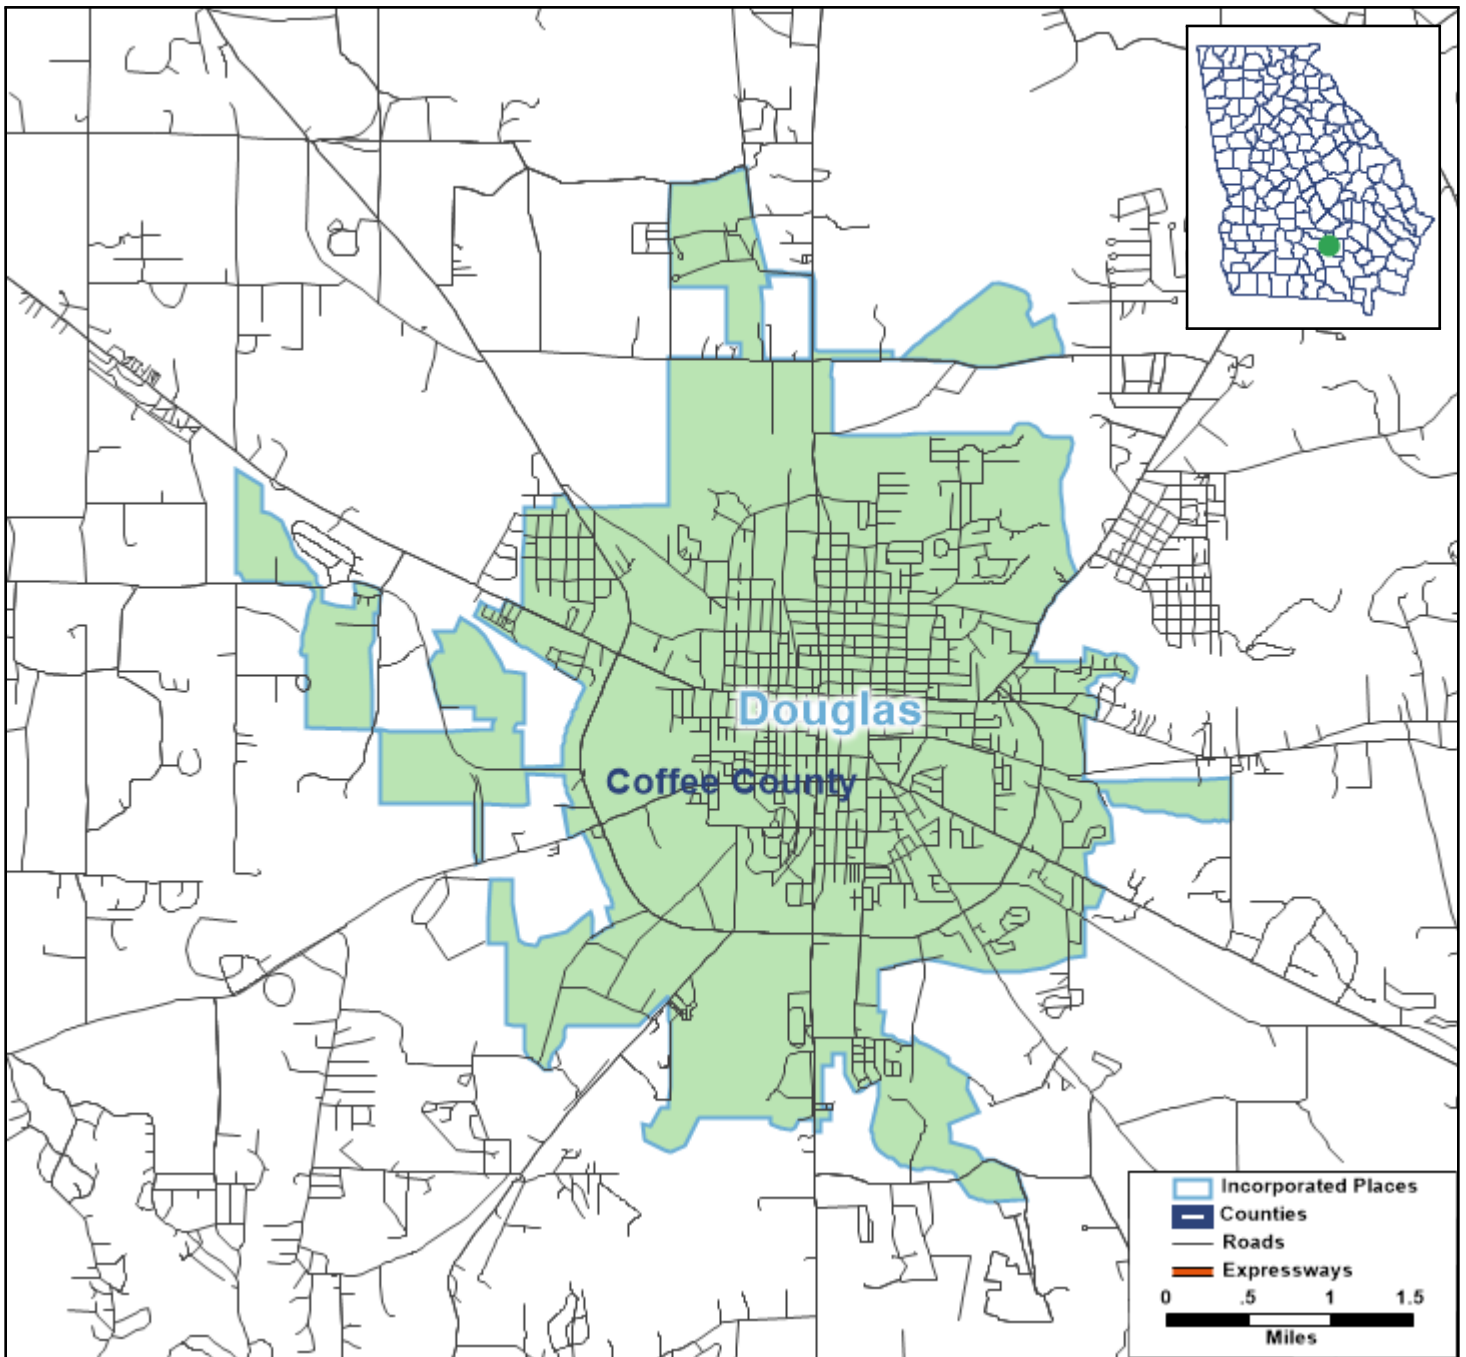 Douglas
Coffee County
Incorporated Places
Counties
Roads
Expressways
0 .5 1 1.5
Miles